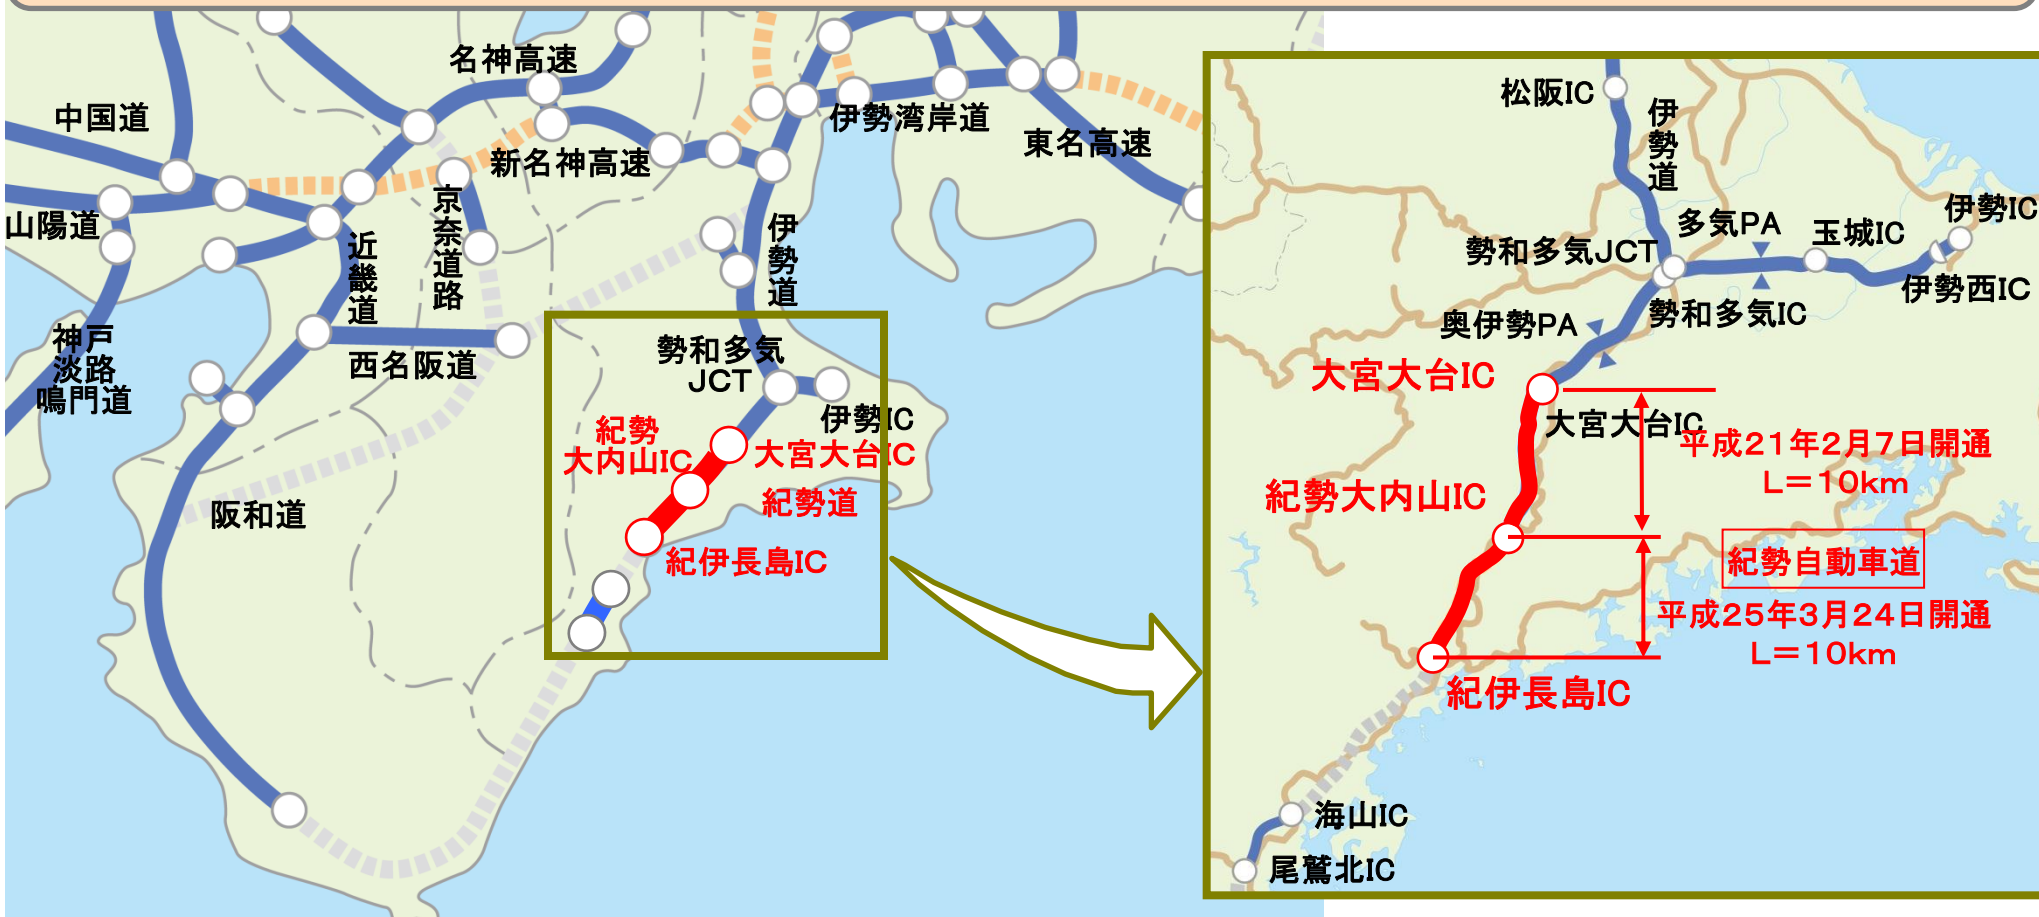 名神高速
中国道
新名神高速
伊勢湾岸道
東名高速
山陽道
京奈道路
近畿道
伊勢道
神戸
淡路
鳴門道
西名阪道
勢和多気
JCT
伊勢IC
紀勢
大内山IC
大宮大台IC
紀勢道
阪和道
紀伊長島IC
松阪IC
伊勢道
伊勢IC
多気PA
玉城IC
勢和多気JCT
伊勢西IC
勢和多気IC
奥伊勢PA
大宮大台IC
大宮大台IC
平成21年2月7日開通
L=10km
紀勢大内山IC
紀勢自動車道
平成25年3月24日開通
L=10km
紀伊長島IC
海山IC
尾鷲北IC